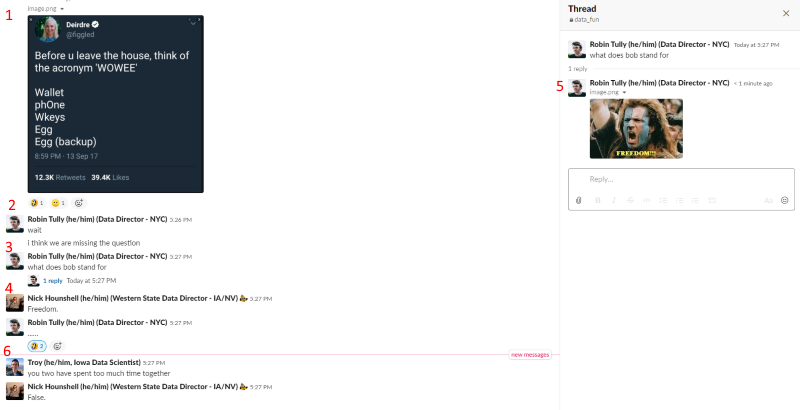 1
image.png
Deirdre
@figgled
Before u leave the house, think of
the acronym 'WOWEE'
Wallet
phOne
Wkeys
Egg
Egg (backup)
8:59 PM · 13 Sep 17
12.3K Retweets 39.4K Likes
2
1 1
Robin Tully (he/him) (Data Director - NYC) 5:26 PM
wait
i think we are missing the question
3
Robin Tully (he/him) (Data Director - NYC) 5:27 PM
what does bob stand for
1 reply Today at 5:27 PM
4
Nick Hounshell (he/him) (Western State Data Director - IA/NV) 5:27 PM
Freedom.
Robin Tully (he/him) (Data Director - NYC) 5:27 PM
.....
2
6
new messages
Troy (he/him, Iowa Data Scientist) 5:27 PM
you two have spent too much time together
Nick Hounshell (he/him) (Western State Data Director - IA/NV) 5:27 PM
False.
Thread
data_fun
Robin Tully (he/him) (Data Director - NYC) Today at 5:27 PM
what does bob stand for
1 reply
5
Robin Tully (he/him) (Data Director - NYC) < 1 minute ago
image.png
FREEDOM!!!
Reply...
B I S
Aa